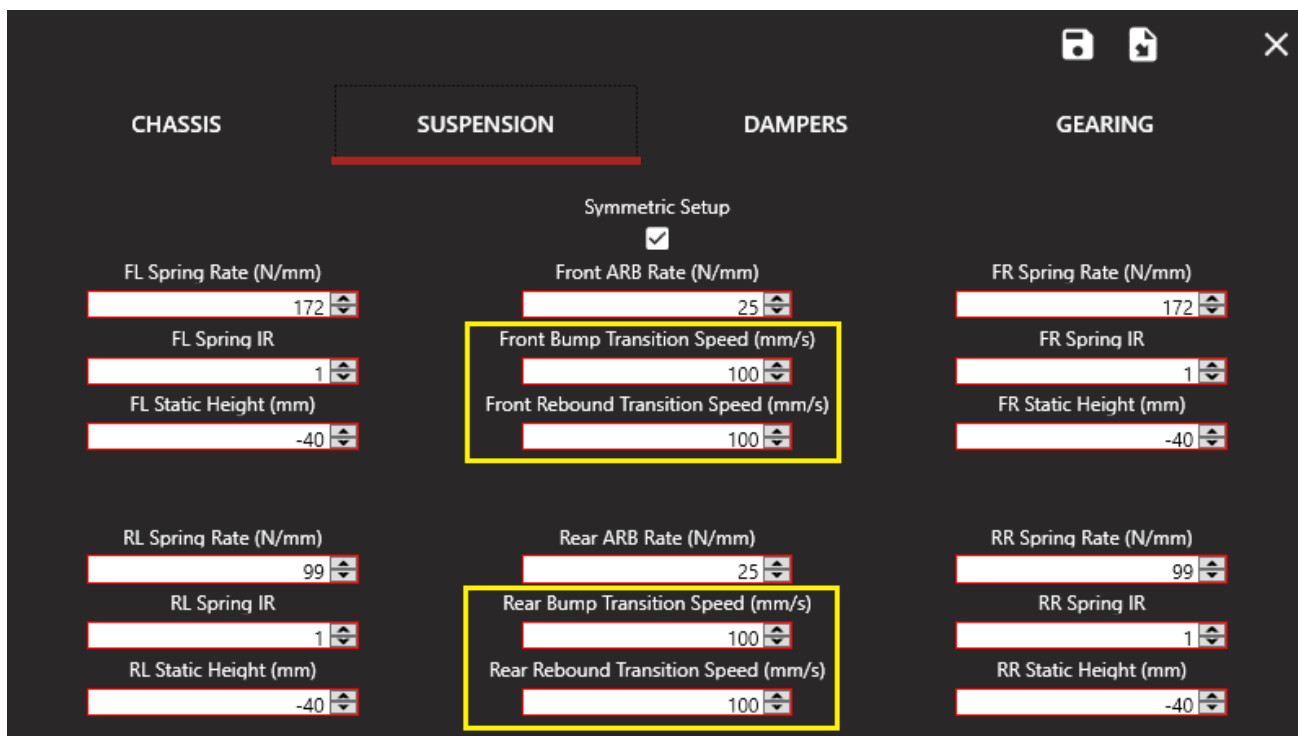 CHASSIS SUSPENSION DAMPERS GEARING
Symmetric Setup
FL Spring Rate (N/mm) Front ARB Rate (N/mm) FR Spring Rate (N/mm)
172 25 172
FL Spring IR Front Bump Transition Speed (mm/s) FR Spring IR
1 100 1
FL Static Height (mm) Front Rebound Transition Speed (mm/s) FR Static Height (mm)
-40 100 -40
RL Spring Rate (N/mm) Rear ARB Rate (N/mm) RR Spring Rate (N/mm)
99 25 99
RL Spring IR Rear Bump Transition Speed (mm/s) RR Spring IR
1 100 1
RL Static Height (mm) Rear Rebound Transition Speed (mm/s) RR Static Height (mm)
-40 100 -40